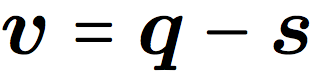 v = q − s